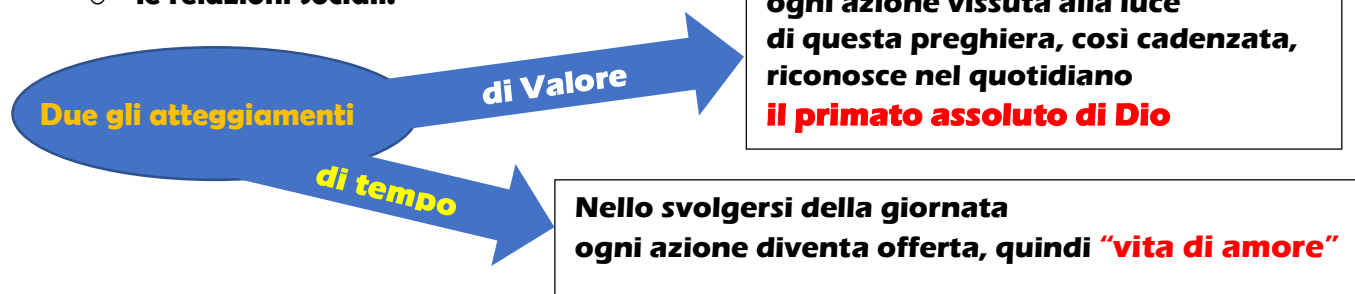 le relazioni sociali.
ogni azione vissuta alla luce
di questa preghiera, così cadenzata,
riconosce nel quotidiano
il primato assoluto di Dio
di Valore
Due gli atteggiamenti
di tempo
Nello svolgersi della giornata
ogni azione diventa offerta, quindi “vita di amore”